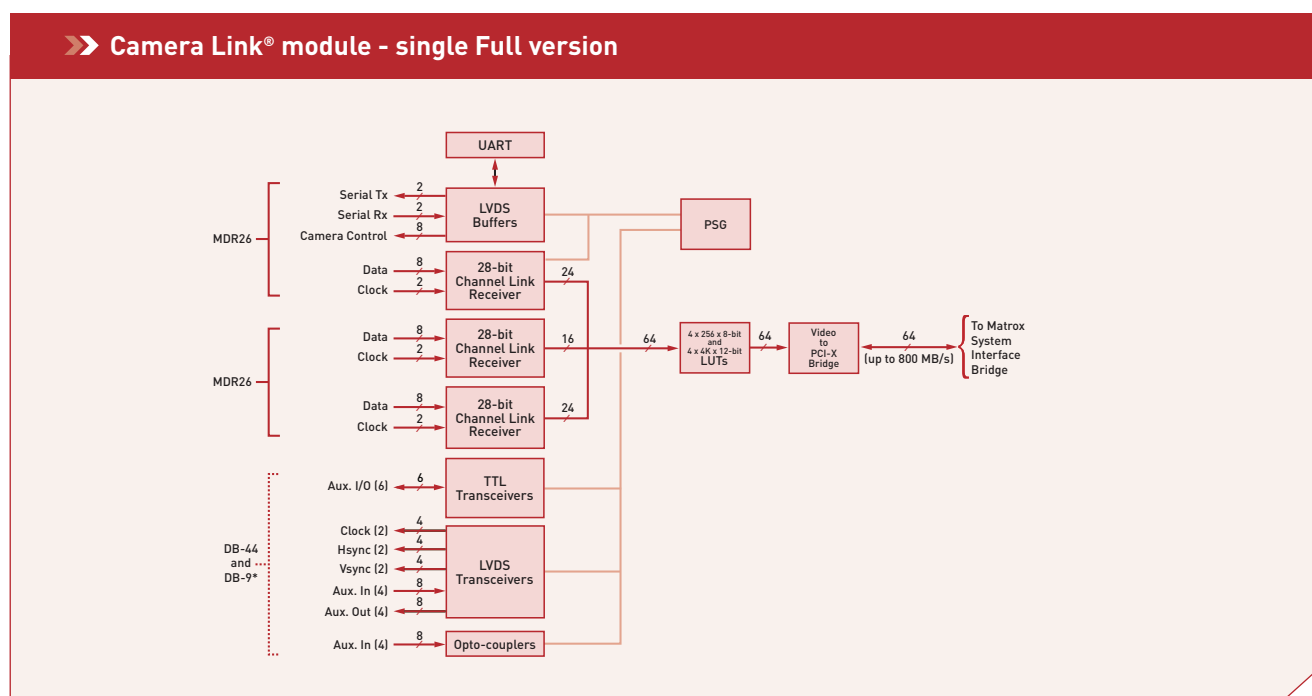 Camera Link® module - single Full version
UART
MDR26
Serial Tx
2
Serial Rx
2
Camera Control
8
LVDS
Buffers
PSG
Data
8
Clock
2
28-bit
Channel Link
Receiver
24
MDR26
Data
8
Clock
2
28-bit
Channel Link
Receiver
16
64
4 x 256 x 8-bit
and
4 x 4K x 12-bit
LUTs
64
Video
to
PCI-X
Bridge
64
(up to 800 MB/s)
To Matrox
System
Interface
Bridge
Data
8
Clock
2
28-bit
Channel Link
Receiver
24
DB-44
and
DB-9*
Aux. I/O (6)
6
TTL
Transceivers
Clock (2)
4
Hsync (2)
4
Vsync (2)
4
Aux. In (4)
8
Aux. Out (4)
8
LVDS
Transceivers
Aux. In (4)
8
Opto-couplers